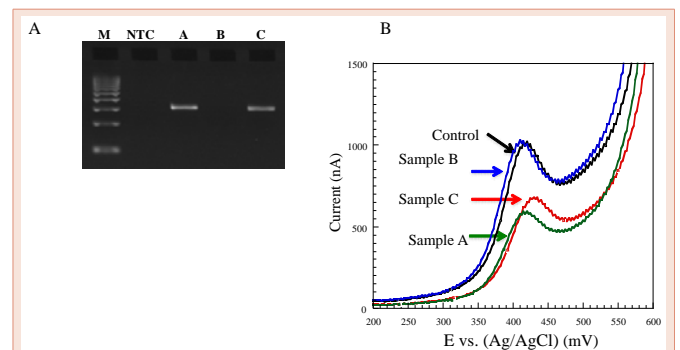 A
M NTC A B C
B
1500
1000
500
0
Current (nA)
Control
Sample B
Sample C
Sample A
200 250 300 350 400 450 500 550 600
E vs. (Ag/AgCl) (mV)